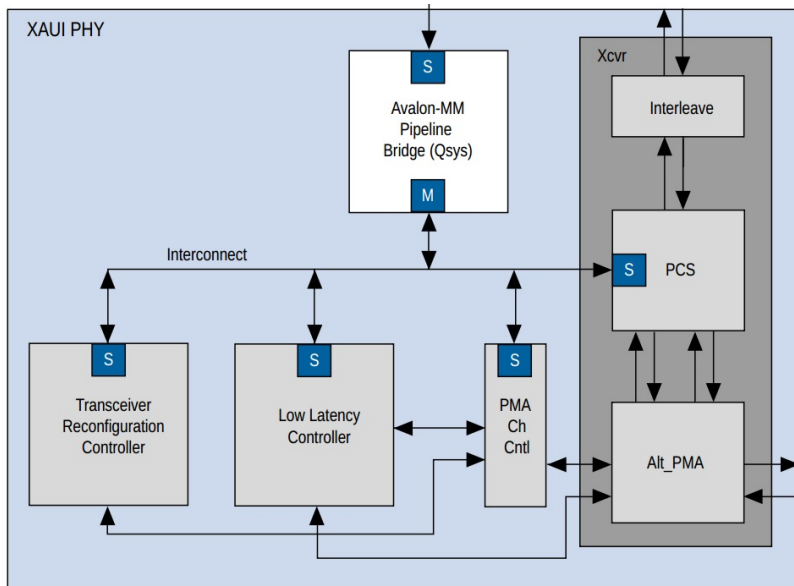 XAUI PHY
S
Avalon-MM
Pipeline
Bridge (Qsys)
M
Xcvr
Interleave
Interconnect
S
PCS
S
Transceiver
Reconfiguration
Controller
S
Low Latency
Controller
S
PMA
Ch
Cntl
Alt_PMA